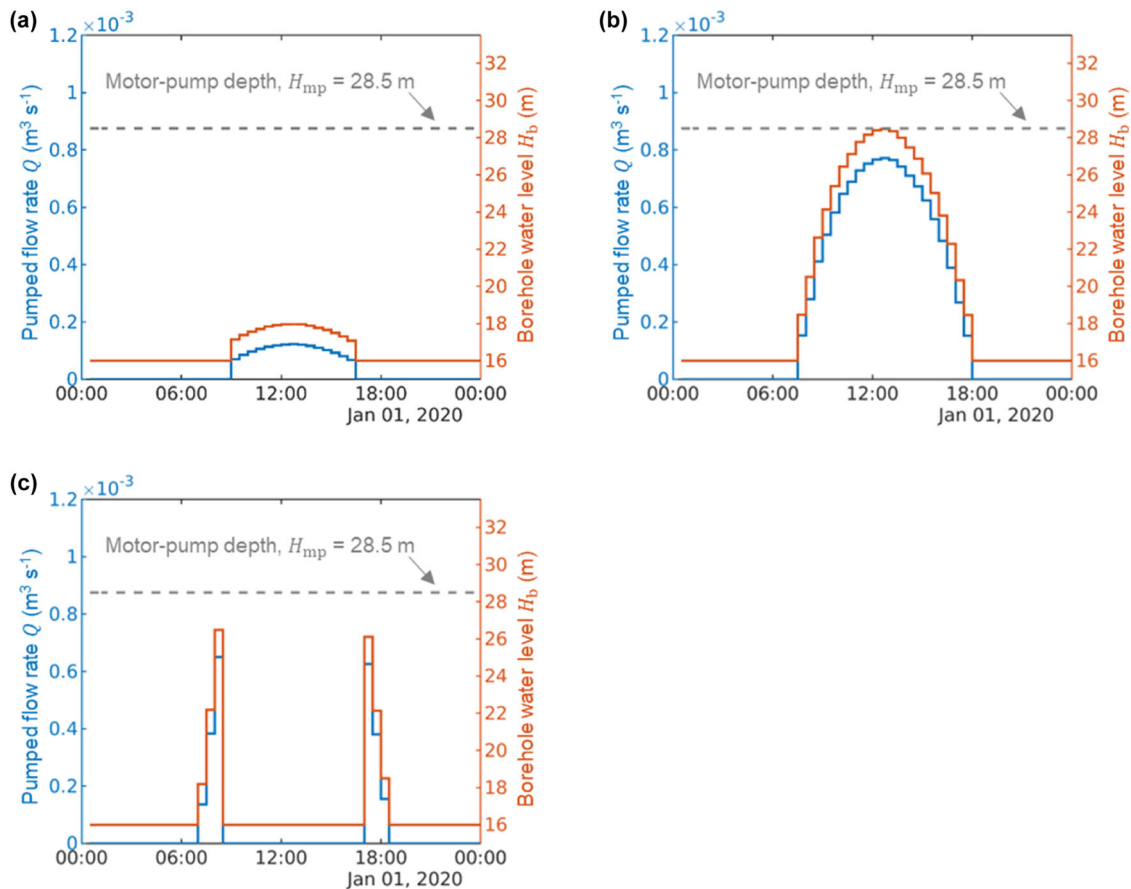 (a)
×10⁻³
1.2
1
0.8
0.6
0.4
0.2
0
Pumped flow rate Q (m³ s⁻¹)
Motor-pump depth, Hmp = 28.5 m
32
30
28
26
24
22
20
18
16
Borehole water level Hb (m)
00:00 06:00 12:00 18:00 00:00
Jan 01, 2020
(b)
×10⁻³
1.2
1
0.8
0.6
0.4
0.2
0
Pumped flow rate Q (m³ s⁻¹)
Motor-pump depth, Hmp = 28.5 m
32
30
28
26
24
22
20
18
16
Borehole water level Hb (m)
00:00 06:00 12:00 18:00 00:00
Jan 01, 2020
(c)
×10⁻³
1.2
1
0.8
0.6
0.4
0.2
0
Pumped flow rate Q (m³ s⁻¹)
Motor-pump depth, Hmp = 28.5 m
32
30
28
26
24
22
20
18
16
Borehole water level Hb (m)
00:00 06:00 12:00 18:00 00:00
Jan 01, 2020